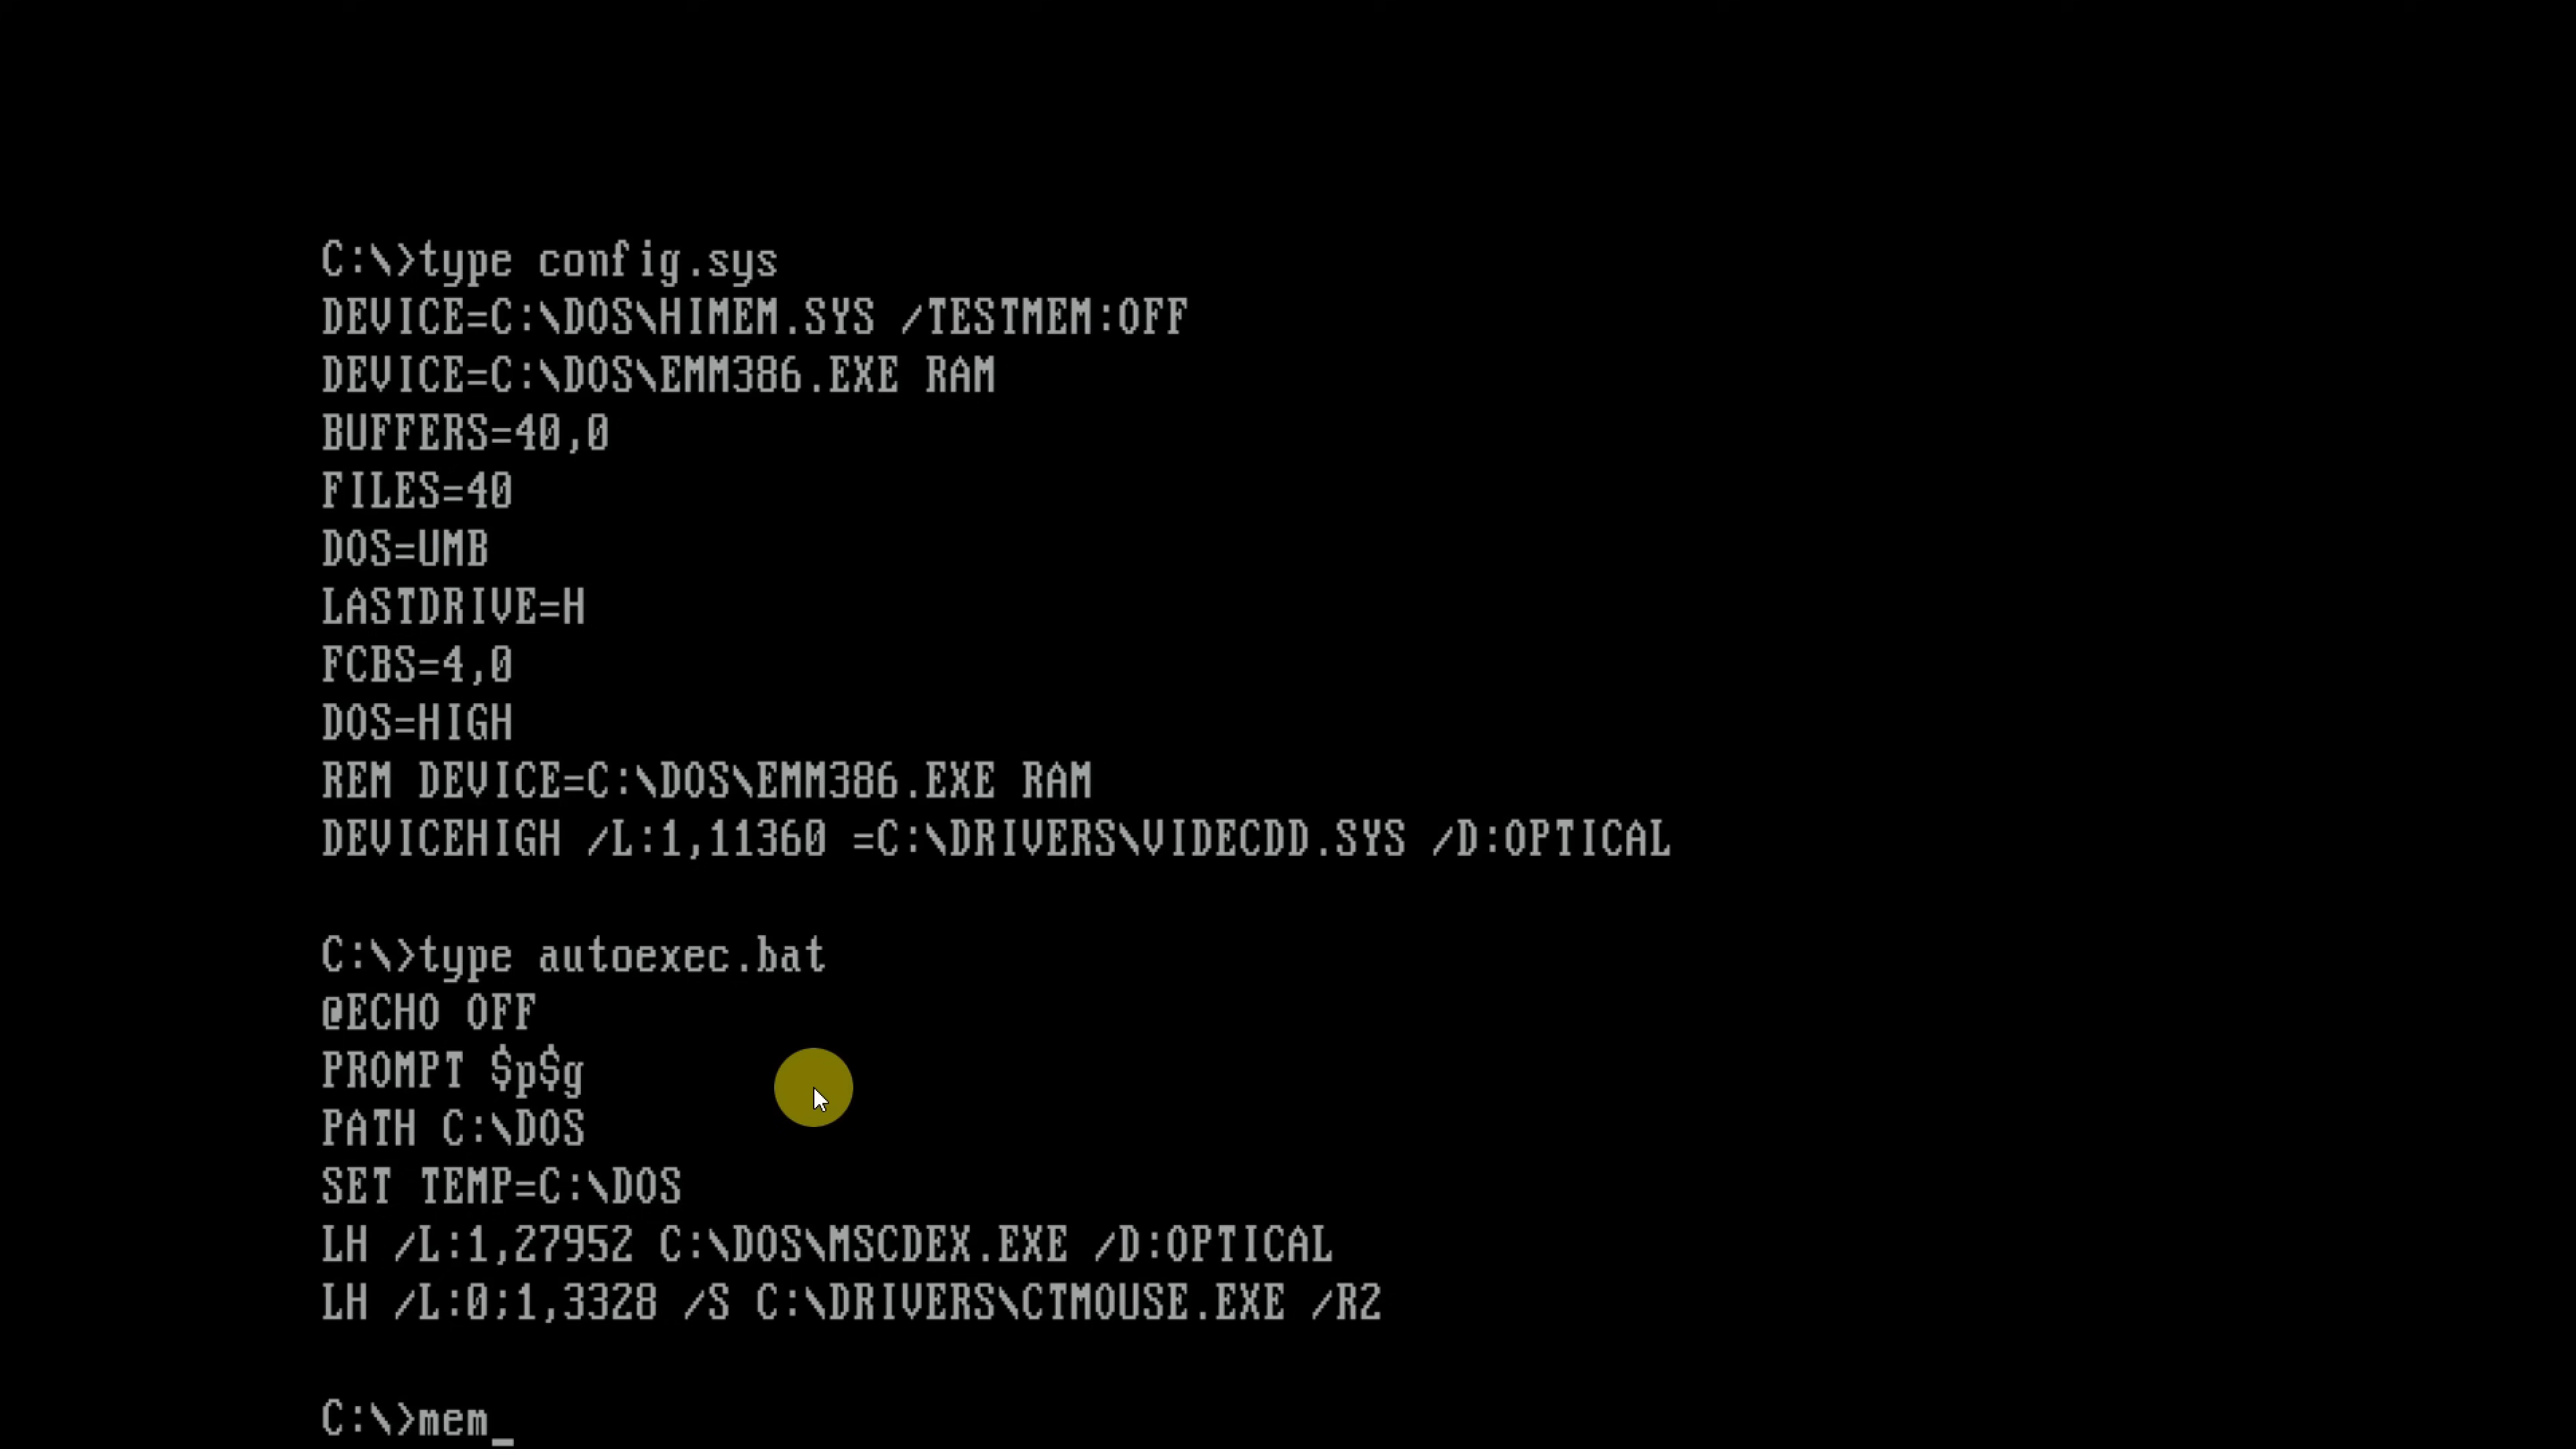 C:\>type config.sys
DEVICE=C:\DOS\HIMEM.SYS /TESTMEM:OFF
DEVICE=C:\DOS\EMM386.EXE RAM
BUFFERS=40,0
FILES=40
DOS=UMB
LASTDRIVE=H
FCBS=4,0
DOS=HIGH
REM DEVICE=C:\DOS\EMM386.EXE RAM
DEVICEHIGH /L:1,11360 =C:\DRIVERS\VIDECDD.SYS /D:OPTICAL
C:\>type autoexec.bat
@ECHO OFF
PROMPT $p$g
PATH C:\DOS
SET TEMP=C:\DOS
LH /L:1,27952 C:\DOS\MSCDEX.EXE /D:OPTICAL
LH /L:0;1,3328 /S C:\DRIVERS\CTMOUSE.EXE /R2
C:\>mem_